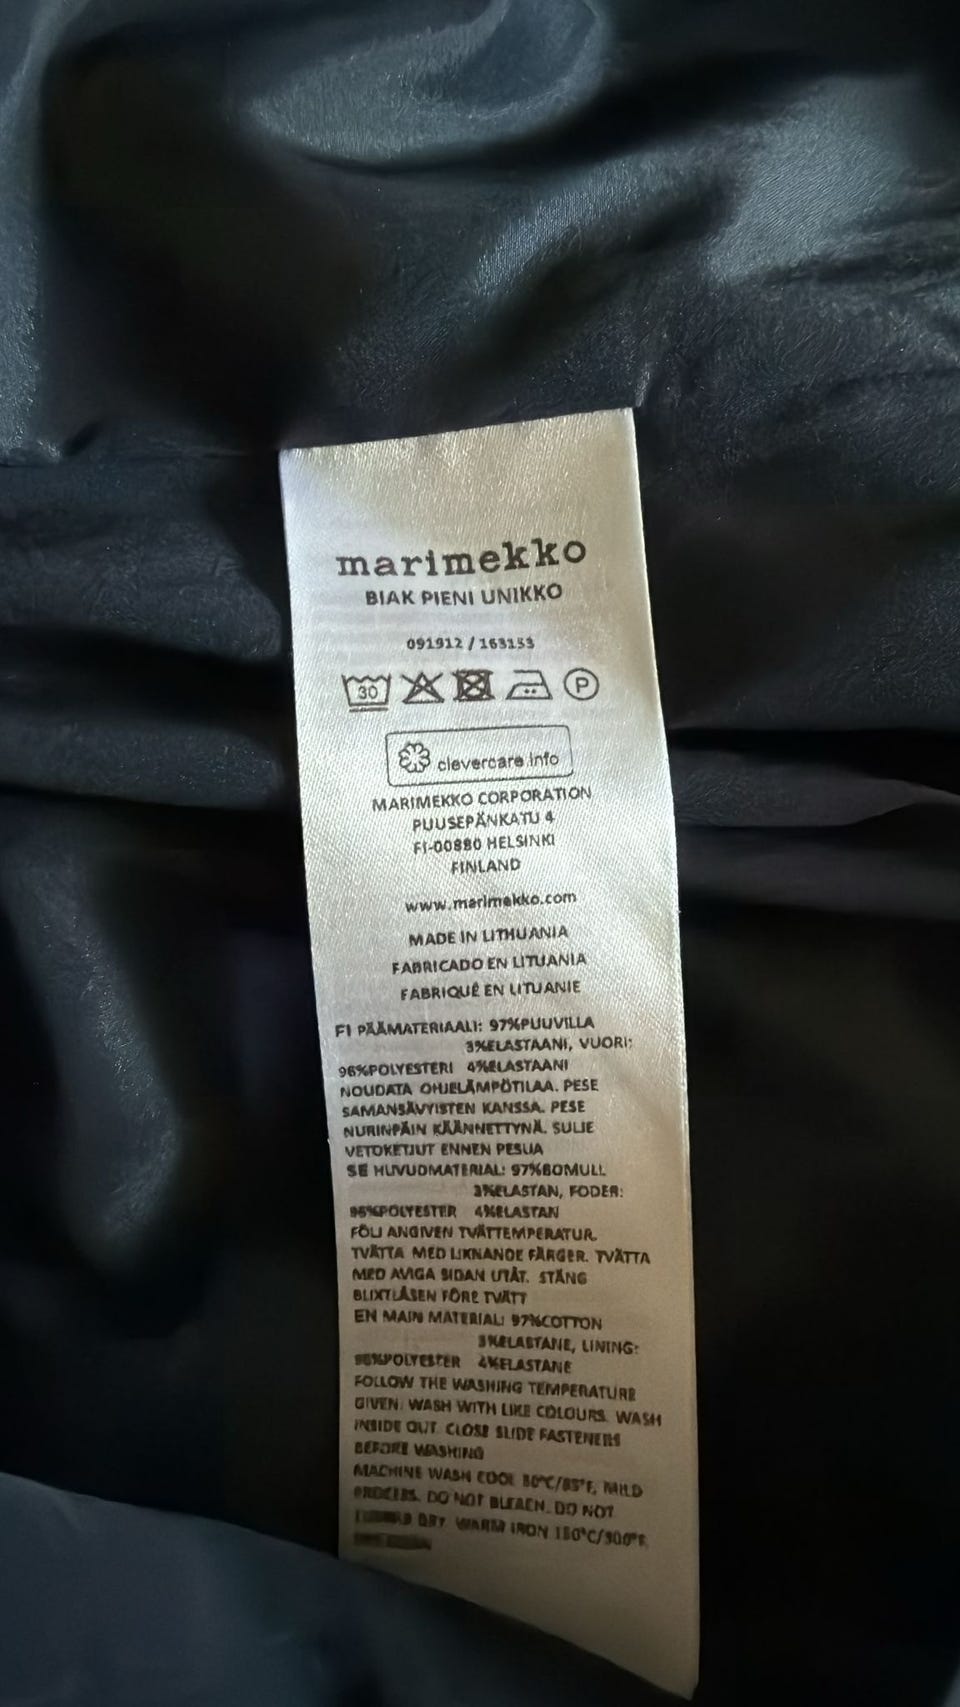 marimekko
BIAK PIENI UNIKKO
091912 / 163153
30 P
clevercare.info
MARIMEKKO CORPORATION
PUUSEPÄNKATU 4
FI-00880 HELSINKI
FINLAND
www.marimekko.com
MADE IN LITHUANIA
FABRICADO EN LITUANIA
FABRIQUÉ EN LITUANIE
FI PÄÄMATERIAALI: 97%PUUVILLA
3%ELASTAANI, VUORI:
96%POLYESTERI 4%ELASTAANI
NOUDATA OHJELÄMPÖTILAA. PESE
SAMANSÄVYISTEN KANSSA. PESE
NURINPÄIN KÄÄNNETTYNÄ. SULJE
VETOKETJUT ENNEN PESUA
SE HUVUDMATERIAL: 97%BOMULL
3%ELASTAN, FODER:
96%POLYESTER 4%ELASTAN
FÖLJ ANGIVEN TVÄTTEMPERATUR.
TVÄTTA MED LIKNANDE FÄRGER. TVÄTTA
MED AVIGA SIDAN UTÅT. STÄNG
BLIXTLÅSEN FÖRE TVÄTT
EN MAIN MATERIAL: 97%COTTON
3%ELASTANE, LINING:
96%POLYESTER 4%ELASTANE
FOLLOW THE WASHING TEMPERATURE
GIVEN. WASH WITH LIKE COLOURS. WASH
INSIDE OUT. CLOSE SLIDE FASTENERS
BEFORE WASHING
MACHINE WASH COOL 30°C/85°F, MILD
PROCESS. DO NOT BLEACH. DO NOT
DRY. WARM IRON 150°C/300°F.